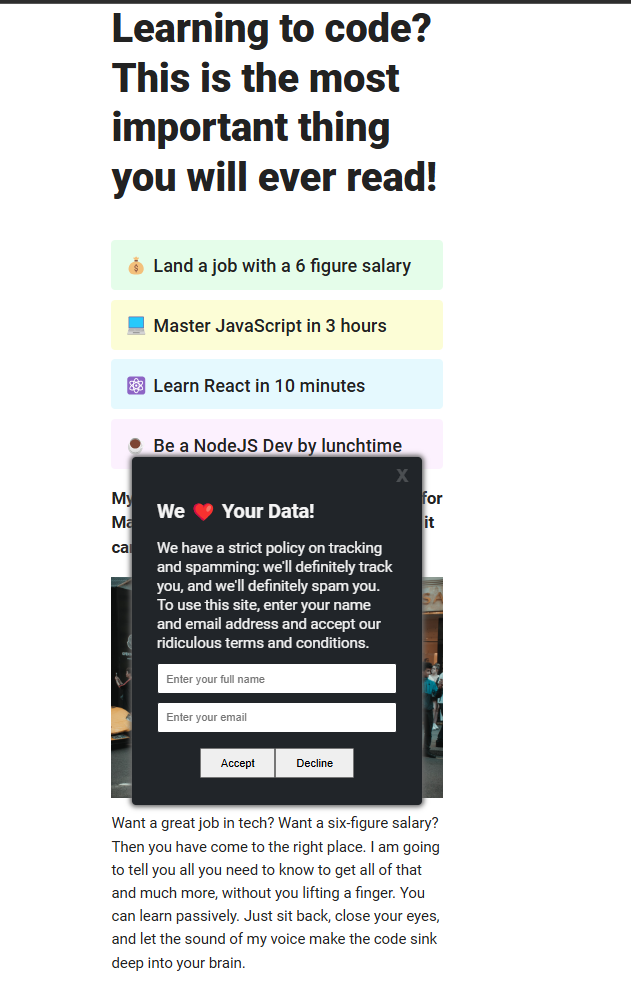 Learning to code?
This is the most
important thing
you will ever read!
💰 Land a job with a 6 figure salary
💻 Master JavaScript in 3 hours
⚛️ Learn React in 10 minutes
☕ Be a NodeJS Dev by lunchtime
My for
it
X
We ❤️ Your Data!
We have a strict policy on tracking
and spamming: we'll definitely track
you, and we'll definitely spam you.
To use this site, enter your name
and email address and accept our
ridiculous terms and conditions.
Enter your full name
Enter your email
Accept Decline
Want a great job in tech? Want a six-figure salary?
Then you have come to the right place. I am going
to tell you all you need to know to get all of that
and much more, without you lifting a finger. You
can learn passively. Just sit back, close your eyes,
and let the sound of my voice make the code sink
deep into your brain.